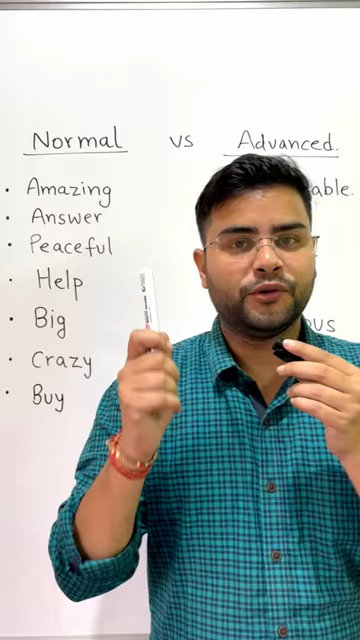 Normal vs Advanced.
• Amazing
• Answer
• Peaceful
• Help
• Big
• Crazy
• Buy